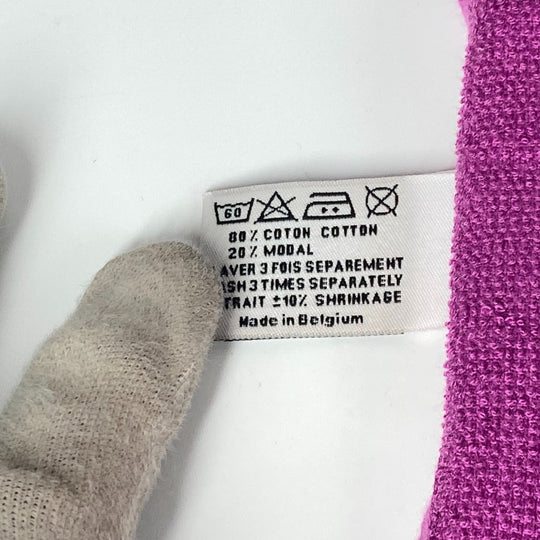 60
80% COTON COTTON
20% MODAL
AVER 3 FOIS SEPAREMENT
SH 3 TIMES SEPARATELY
TRAIT ±10% SHRINKAGE
Made in Belgium